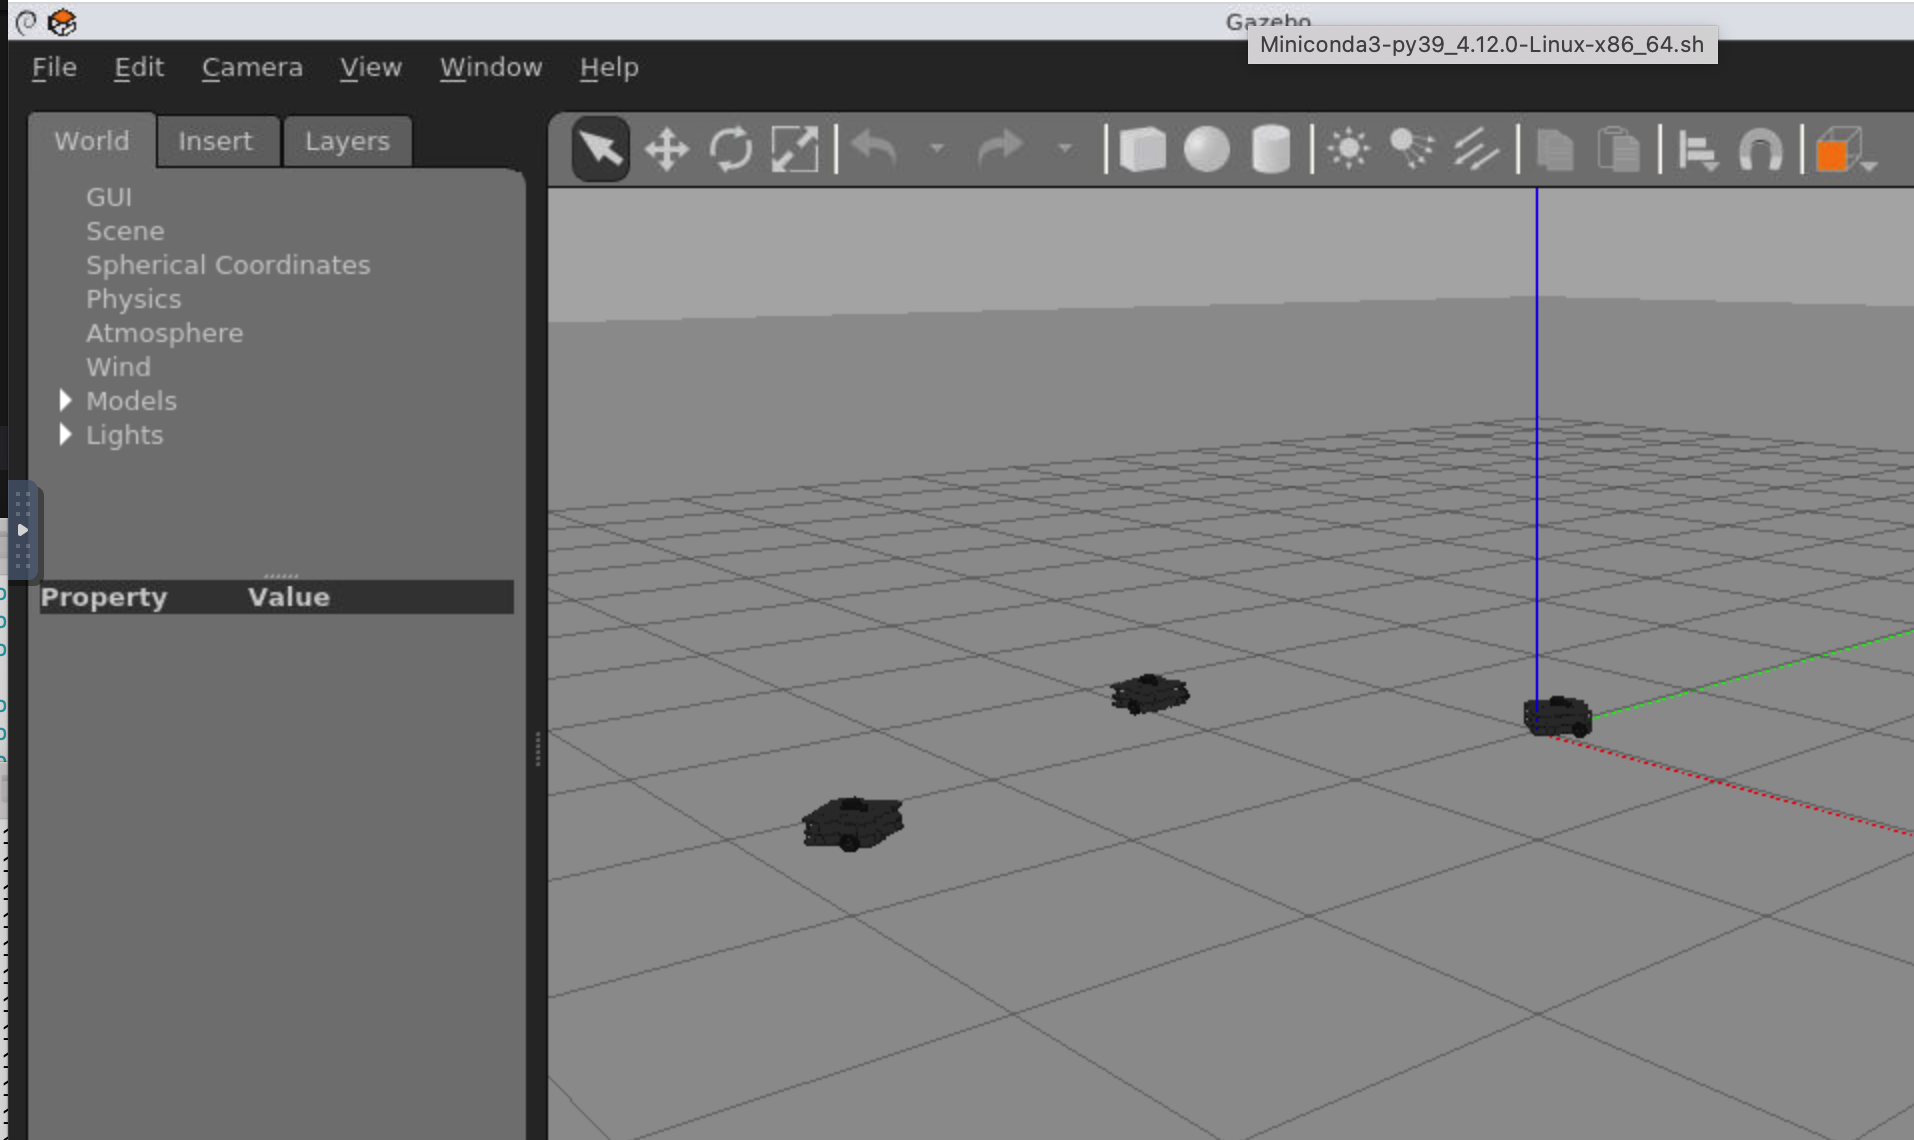 Gazebo
Miniconda3-py39_4.12.0-Linux-x86_64.sh
File Edit Camera View Window Help
World Insert Layers
GUI
Scene
Spherical Coordinates
Physics
Atmosphere
Wind
Models
Lights
Property Value